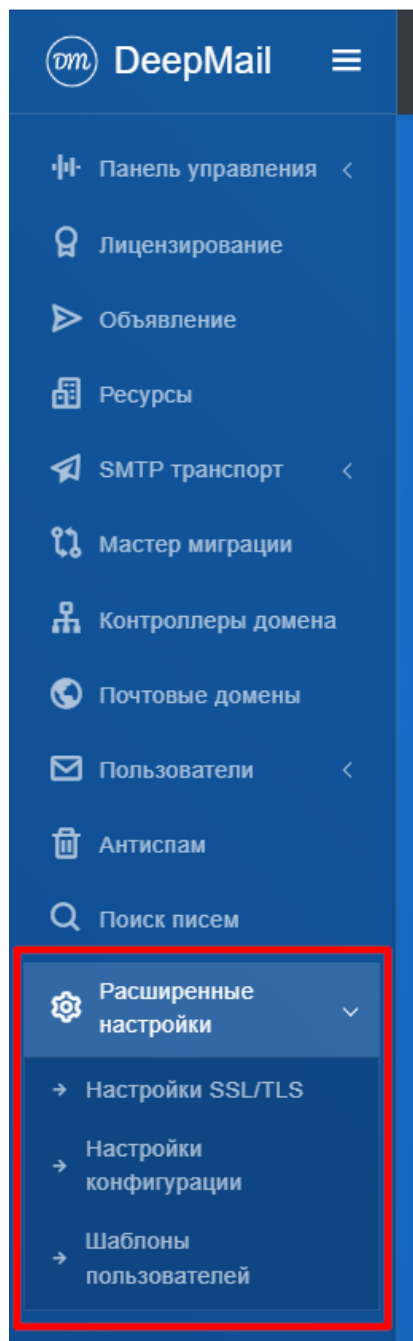 dm DeepMail
Панель управления
Лицензирование
Объявление
Ресурсы
SMTP транспорт
Мастер миграции
Контроллеры домена
Почтовые домены
Пользователи
Антиспам
Поиск писем
Расширенные
настройки
Настройки SSL/TLS
Настройки
конфигурации
Шаблоны
пользователей